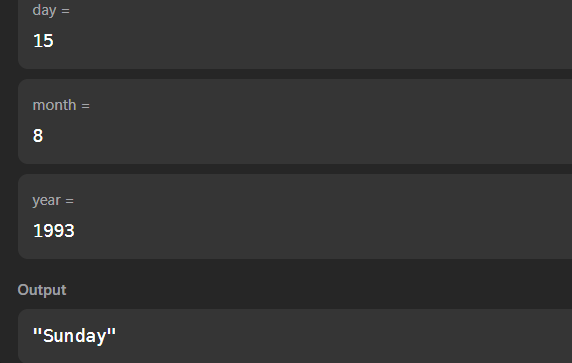 day =
15
month =
8
year =
1993
Output
"Sunday"